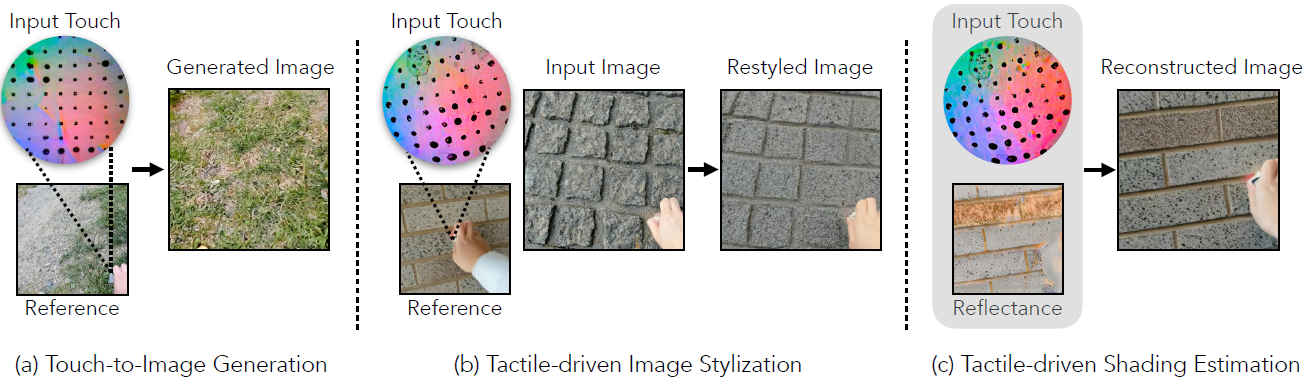 Input Touch
Generated Image
Reference
(a) Touch-to-Image Generation
Input Touch
Input Image
Restyled Image
Reference
(b) Tactile-driven Image Stylization
Input Touch
Reconstructed Image
Reflectance
(c) Tactile-driven Shading Estimation